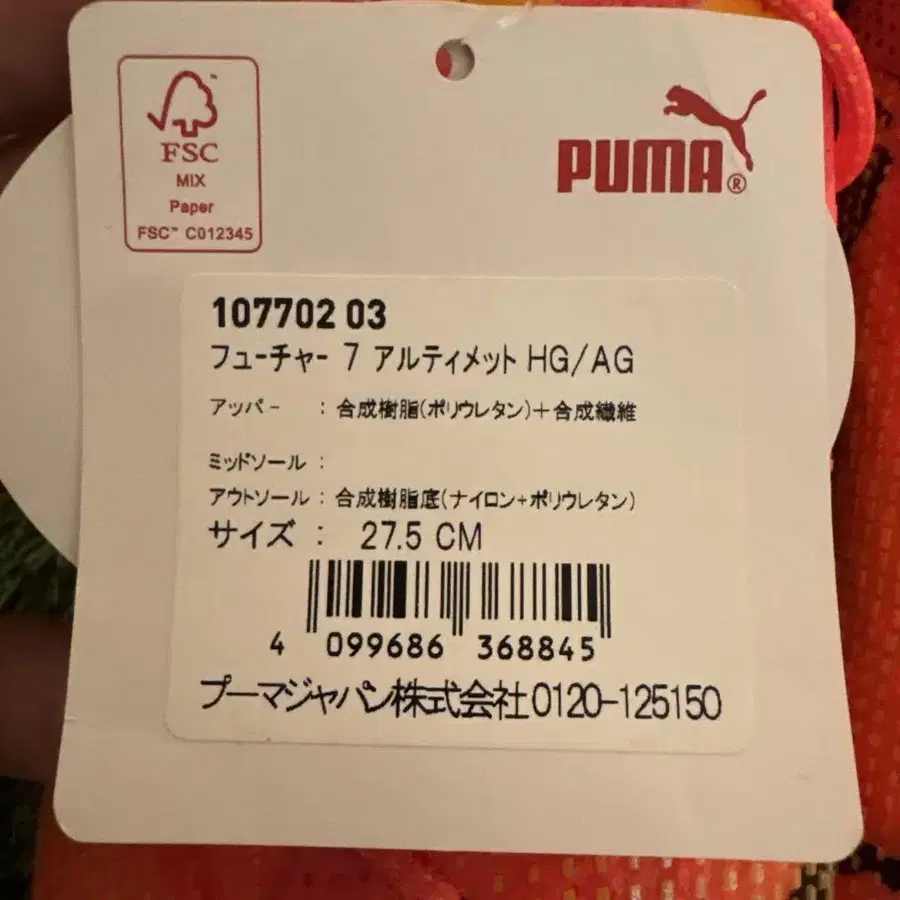 FSC
MIX
Paper
FSC™ C012345
PUMA®
107702 03
フューチャー 7 アルティメット HG/AG
アッパー : 合成樹脂(ポリウレタン)+合成繊維
ミッドソール :
アウトソール : 合成樹脂底(ナイロン+ポリウレタン)
サイズ : 27.5 CM
4 099686 368845
プーマジャパン株式会社0120-125150